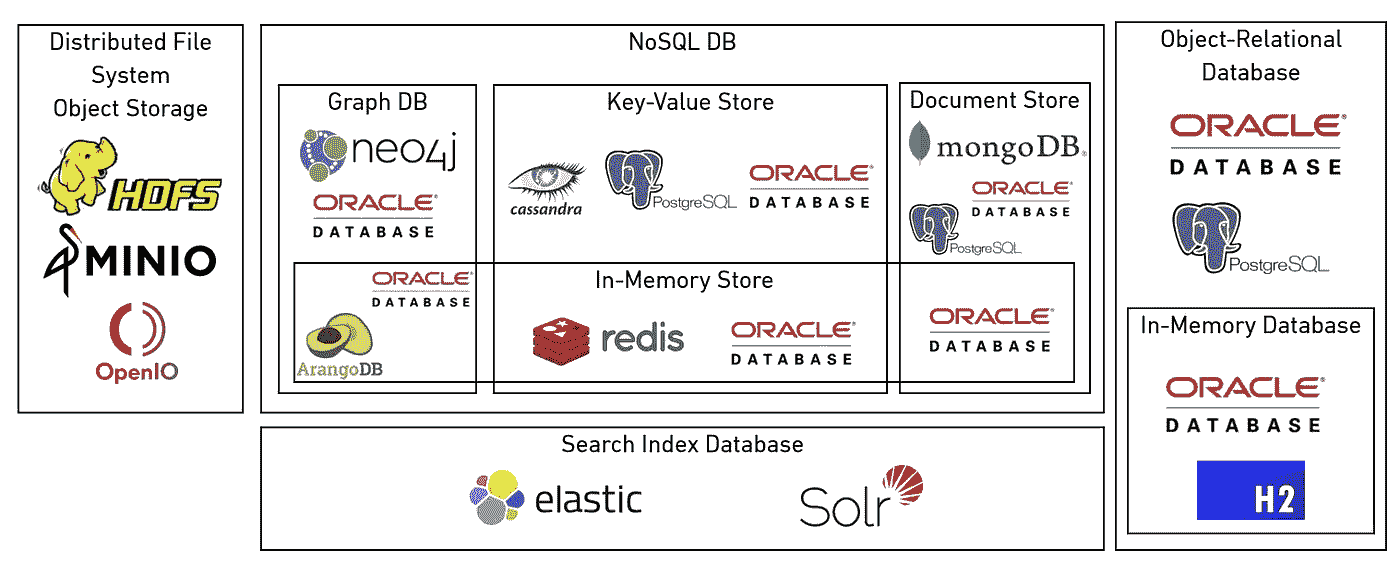 Distributed File
System
Object Storage
HDFS
MINIO
OpenIO
NoSQL DB
Graph DB
neo4j
ORACLE
DATABASE
Key-Value Store
cassandra
PostgreSQL
ORACLE
DATABASE
Document Store
mongoDB
ORACLE
DATABASE
PostgreSQL
ORACLE
DATABASE
ArangoDB
In-Memory Store
redis
ORACLE
DATABASE
ORACLE
DATABASE
Search Index Database
elastic
Solr
Object-Relational
Database
ORACLE
DATABASE
PostgreSQL
In-Memory Database
ORACLE
DATABASE
H2